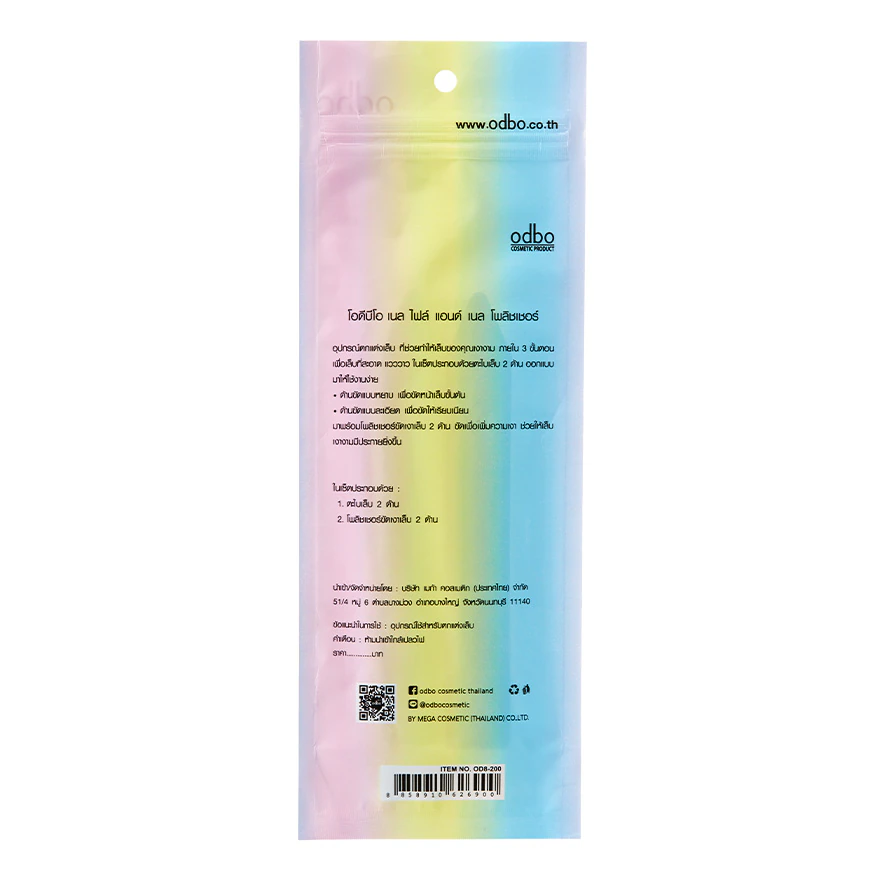 odbo
www.odbo.co.th
odbo
COSMETIC PRODUCT
โอดีบีโอ เนล ไฟล์ แอนด์ เนล โพลิชเชอร์
อุปกรณ์ตกแต่งเล็บ ที่ช่วยทำให้เล็บของคุณเงางาม ภายใน 3 ขั้นตอน
เพื่อเล็บที่สะอาด แวววาว ในเซ็ตประกอบด้วยตะไบเล็บ 2 ด้าน ออกแบบ
มาให้ใช้งานง่าย
• ด้านขัดแบบหยาบ เพื่อขัดหน้าเล็บขั้นต้น
• ด้านขัดแบบละเอียด เพื่อขัดให้เรียบเนียน
มาพร้อมโพลิชเชอร์ขัดเงาเล็บ 2 ด้าน ขัดเพื่อเพิ่มความเงา ช่วยให้เล็บ
เงางามมีประกายยิ่งขึ้น
ในเซ็ตประกอบด้วย :
1. ตะไบเล็บ 2 ด้าน
2. โพลิชเชอร์ขัดเงาเล็บ 2 ด้าน
นำเข้า/จัดจำหน่ายโดย : บริษัท เมก้า คอสเมติก (ประเทศไทย) จำกัด
51/4 หมู่ 6 ตำบลบางม่วง อำเภอบางใหญ่ จังหวัดนนทบุรี 11140
ข้อแนะนำในการใช้ : อุปกรณ์ใช้สำหรับตกแต่งเล็บ
คำเตือน : ห้ามนำเข้าใกล้เปลวไฟ
ราคา............บาท
odbo
odbo cosmetic thailand
@odbocosmetic
BY MEGA COSMETIC (THAILAND) CO.,LTD.
ITEM NO. OD8-200
8 858910 626900